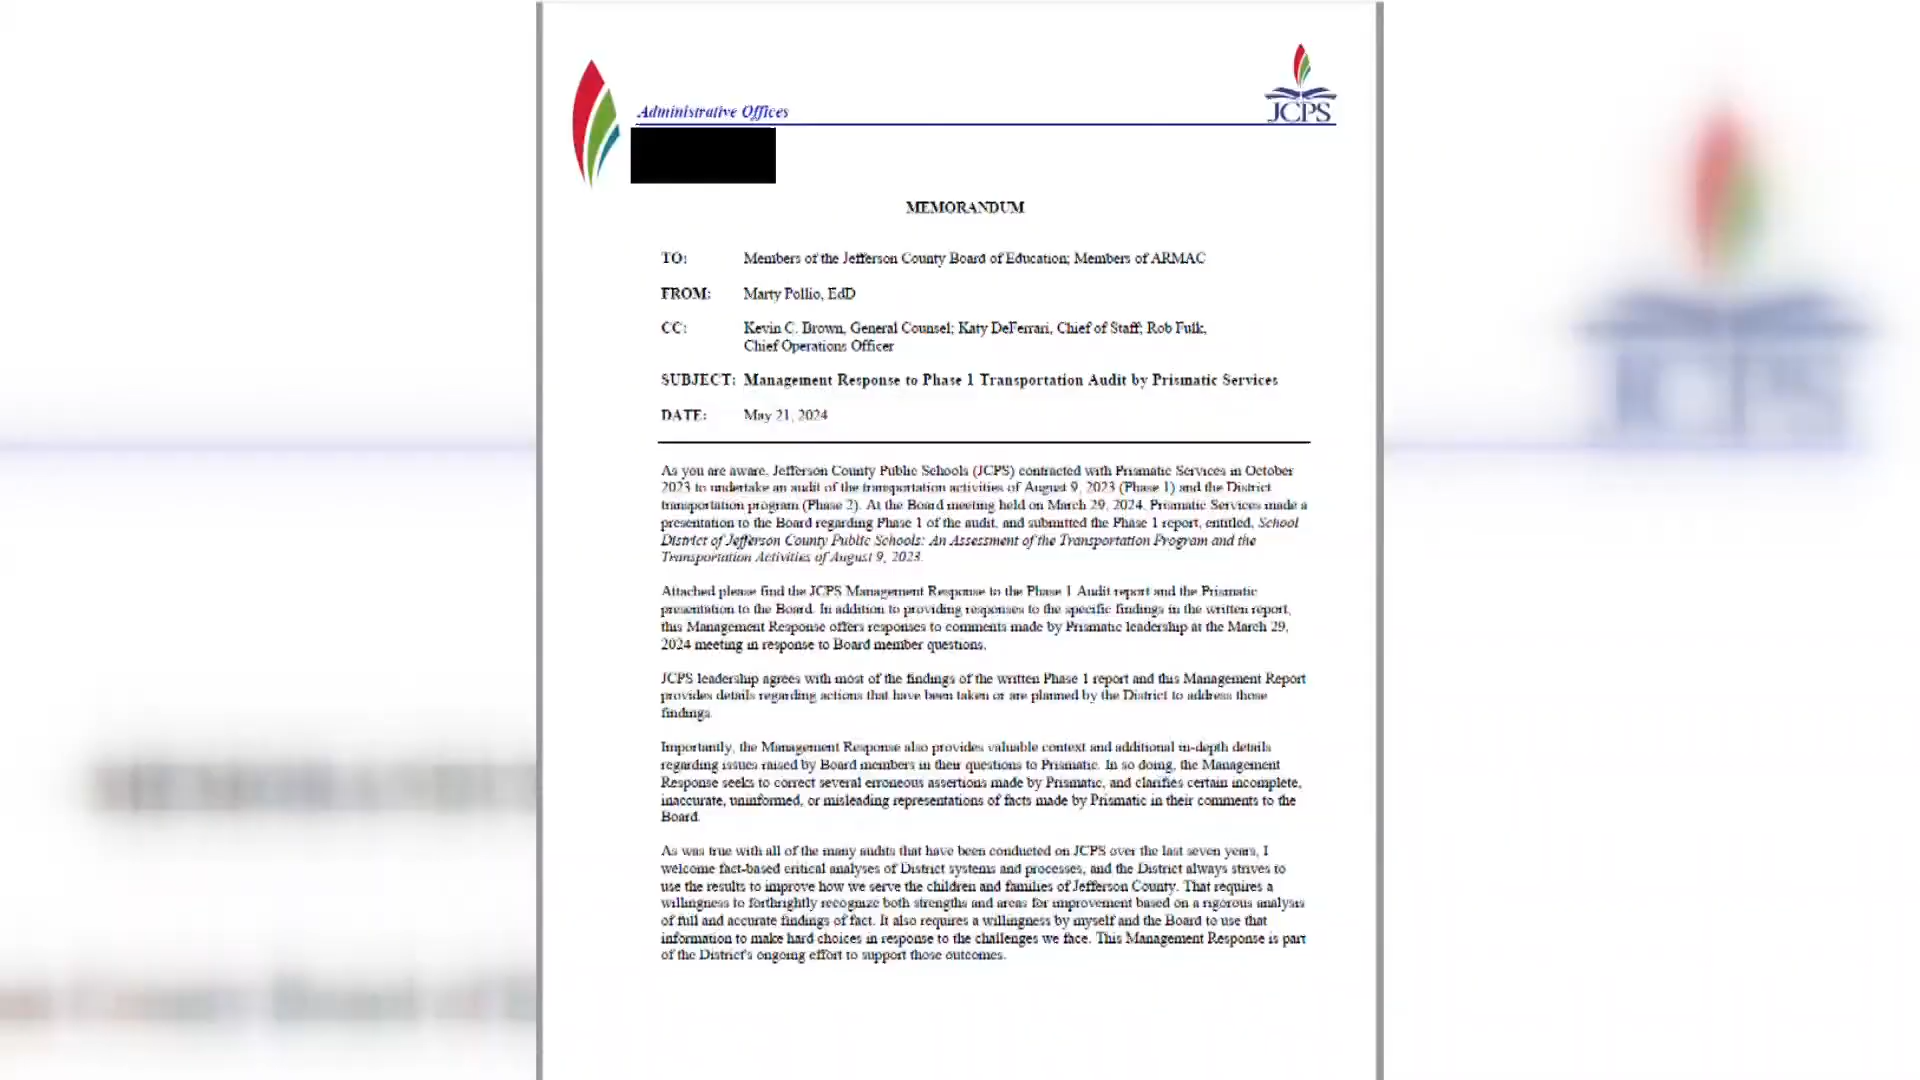 Administrative Offices
JCPS
MEMORANDUM
TO: Members of the Jefferson County Board of Education; Members of ARMAC
FROM: Marty Pollio, EdD
CC: Kevin C. Brown, General Counsel; Katy DeFerrari, Chief of Staff; Rob Fulk,
Chief Operations Officer
SUBJECT: Management Response to Phase 1 Transportation Audit by Prismatic Services
DATE: May 21, 2024
As you are aware, Jefferson County Public Schools (JCPS) contracted with Prismatic Services in October
2023 to undertake an audit of the transportation activities of August 9, 2023 (Phase 1) and the District
transportation program (Phase 2). At the Board meeting held on March 29, 2024, Prismatic Services made a
presentation to the Board regarding Phase 1 of the audit, and submitted the Phase 1 report, entitled, School
District of Jefferson County Public Schools: An Assessment of the Transportation Program and the
Transportation Activities of August 9, 2023.
Attached please find the JCPS Management Response to the Phase 1 Audit report and the Prismatic
presentation to the Board. In addition to providing responses to the specific findings in the written report,
this Management Response offers responses to comments made by Prismatic leadership at the March 29,
2024 meeting in response to Board member questions.
JCPS leadership agrees with most of the findings of the written Phase 1 report and this Management Report
provides details regarding actions that have been taken or are planned by the District to address those
findings.
Importantly, the Management Response also provides valuable context and additional in-depth details
regarding issues raised by Board members in their questions to Prismatic. In so doing, the Management
Response seeks to correct several erroneous assertions made by Prismatic, and clarifies certain incomplete,
inaccurate, uninformed, or misleading representations of facts made by Prismatic in their comments to the
Board.
As was true with all of the many audits that have been conducted on JCPS over the last seven years, I
welcome fact-based critical analyses of District systems and processes, and the District always strives to
use the results to improve how we serve the children and families of Jefferson County. That requires a
willingness to forthrightly recognize both strengths and areas for improvement based on a rigorous analysis
of full and accurate findings of fact. It also requires a willingness by myself and the Board to use that
information to make hard choices in response to the challenges we face. This Management Response is part
of the District's ongoing effort to support those outcomes.
JCPS